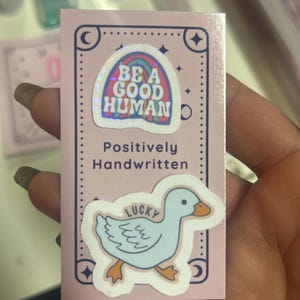 BE A
GOOD
HUMAN
Positively
Handwritten
LUCKY